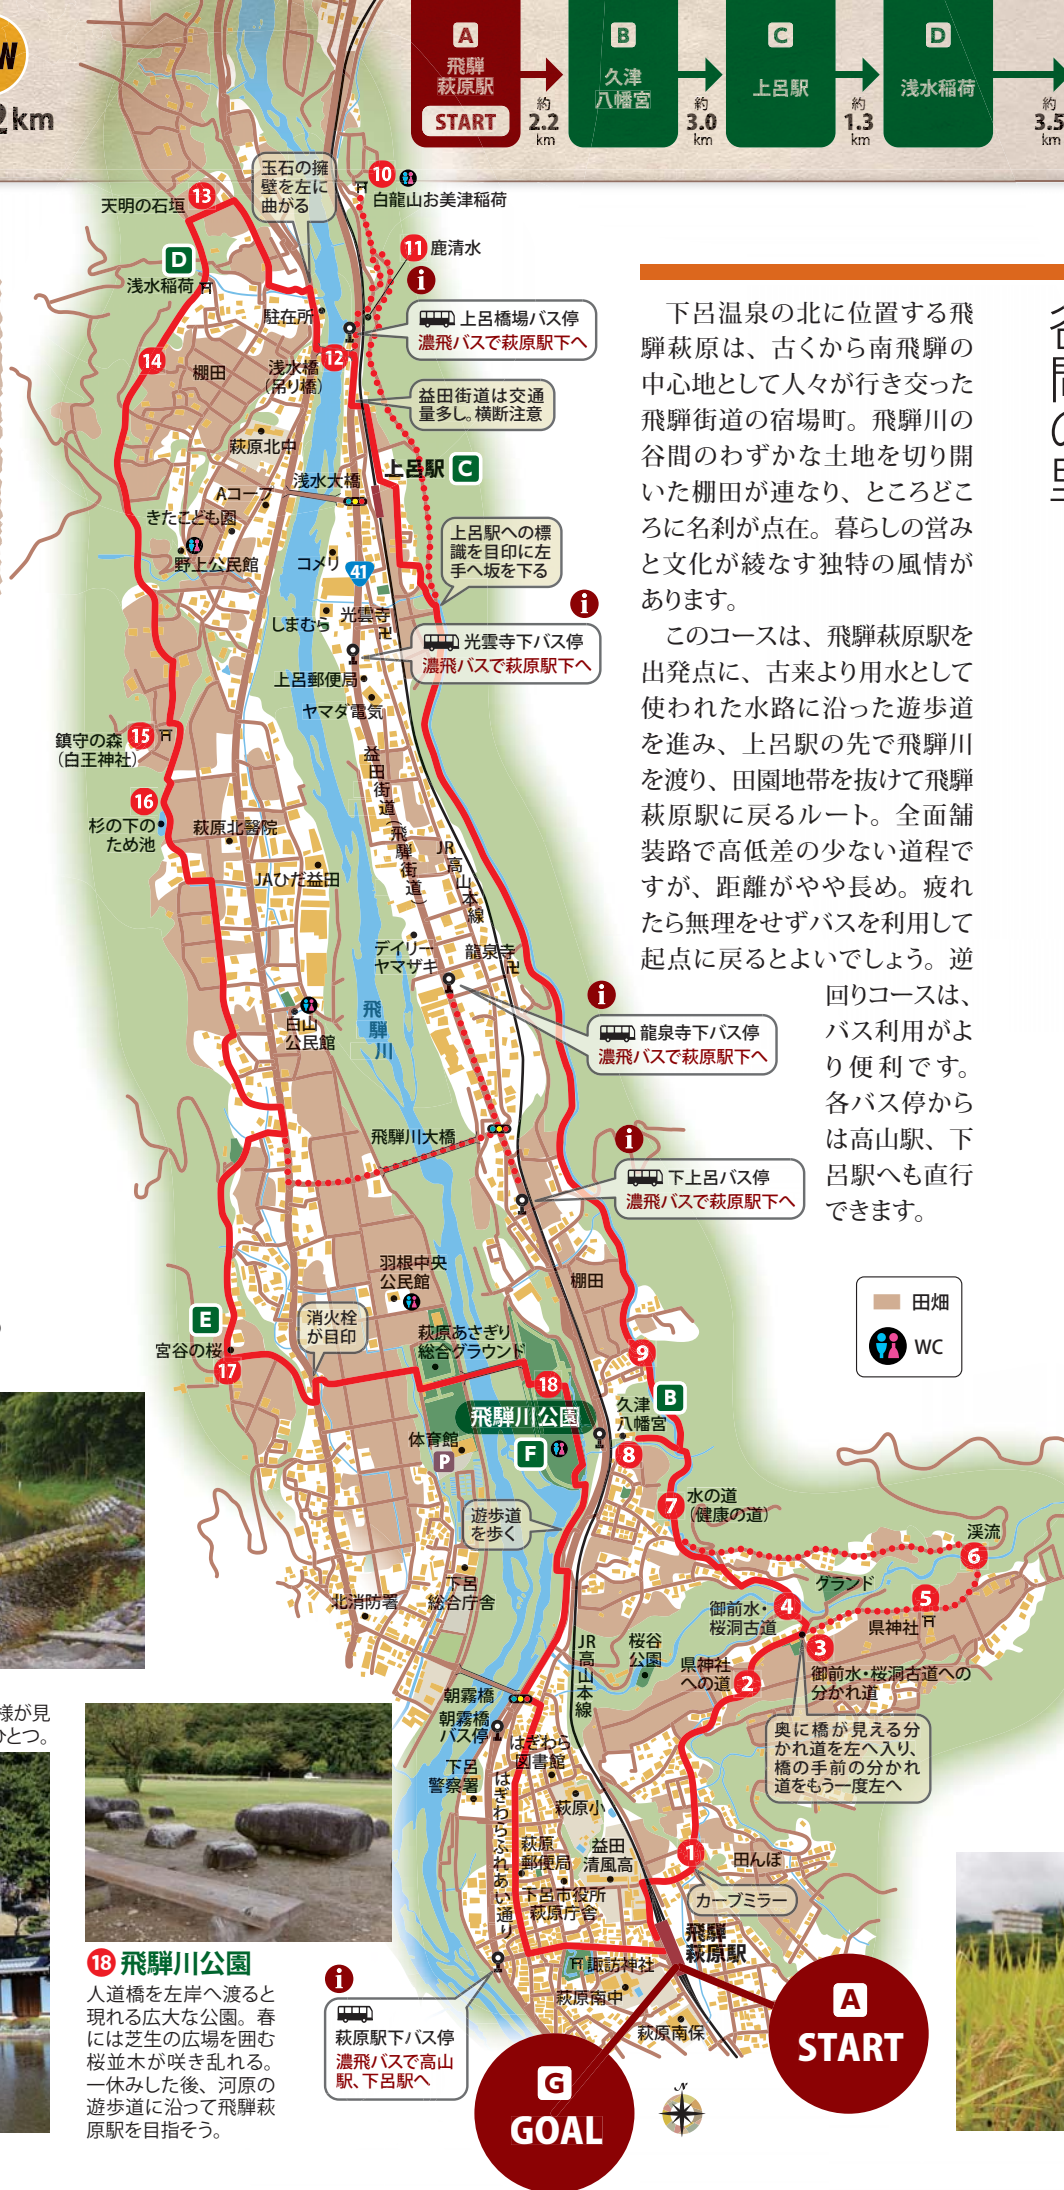 W
2km
A
飛騨
萩原駅
START
約
2.2
km
B
久津
八幡宮
約
3.0
km
C
上呂駅
約
1.3
km
D
浅水稲荷
約
3.5
km
下呂温泉の北に位置する飛
騨萩原は、古くから南飛騨の
中心地として人々が行き交った
飛騨街道の宿場町。飛騨川の
谷間のわずかな土地を切り開
いた棚田が連なり、ところどこ
ろに名刹が点在。暮らしの営み
と文化が綾なす独特の風情が
あります。
このコースは、飛騨萩原駅を
出発点に、古来より用水として
使われた水路に沿った遊歩道
を進み、上呂駅の先で飛騨川
を渡り、田園地帯を抜けて飛騨
萩原駅に戻るルート。全面舗
装路で高低差の少ない道程で
すが、距離がやや長め。疲れ
たら無理をせずバスを利用して
起点に戻るとよいでしょう。逆
回りコースは、
バス利用がよ
り便利です。
各バス停から
は高山駅、下
呂駅へも直行
できます。
田畑
WC
玉石の擁
壁を左に
曲がる
10
白龍山お美津稲荷
13
天明の石垣
11 鹿清水
i
D
浅水稲荷
駐在所
上呂橋場バス停
濃飛バスで萩原駅下へ
12
浅水橋
(吊り橋)
14
棚田
益田街道は交通
量多し。横断注意
萩原北中
上呂駅 C
浅水大橋
Aコープ
きたこども園
野上公民館
コメリ
41
上呂駅への標
識を目印に左
手へ坂を下る
i
しまむら
光雲寺
光雲寺下バス停
濃飛バスで萩原駅下へ
上呂郵便局
ヤマダ電気
鎮守の森 15
(白王神社)
益田街道(飛騨街道)
16
杉の下の
ため池
萩原北醫院
JR高山本線
JAひだ益田
デイリー
ヤマザキ
龍泉寺
i
白山
公民館
飛騨川
龍泉寺下バス停
濃飛バスで萩原駅下へ
飛騨川大橋
i
下上呂バス停
濃飛バスで萩原駅下へ
羽根中央
公民館
棚田
E
宮谷の桜
17
消火栓
が目印
萩原あさぎり
総合グラウンド
9
18
飛騨川公園
F
B
久津
八幡宮
8
体育館
P
7
水の道
(健康の道)
遊歩道
を歩く
渓流
6
グランド
下呂
総合庁舎
北消防署
御前水・
桜洞古道
4
5
県神社
3
御前水・桜洞古道への
分かれ道
JR高山本線
桜谷
公園
県神社
への道
2
朝霧橋
朝霧橋
バス停
奥に橋が見える分
かれ道を左へ入り、
橋の手前の分かれ
道をもう一度左へ
はぎわら
図書館
下呂
警察署
はぎわらふれあい通り
萩原小
萩原
郵便局
益田
清風高
1
田んぼ
カーブミラー
下呂市役所
萩原庁舎
飛騨
萩原駅
諏訪神社
萩原南中
萩原南保
A
START
G
GOAL
N
i
萩原駅下バス停
濃飛バスで高山
駅、下呂駅へ
様が見
ひとつ。
18 飛騨川公園
人道橋を左岸へ渡ると
現れる広大な公園。春
には芝生の広場を囲む
桜並木が咲き乱れる。
一休みした後、河原の
遊歩道に沿って飛騨萩
原駅を目指そう。